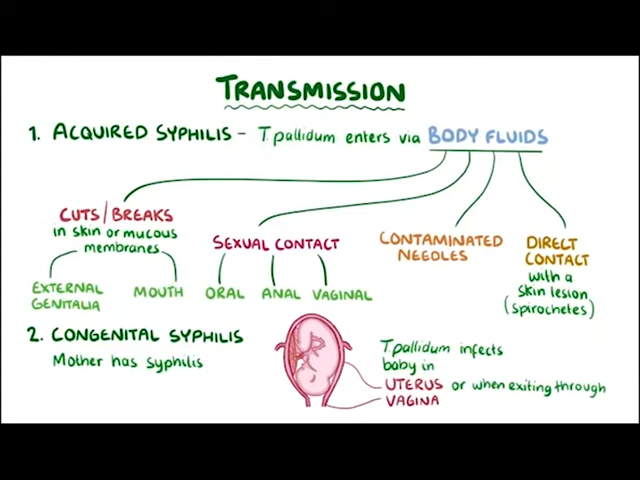 TRANSMISSION
1. ACQUIRED SYPHILIS - T.pallidum enters via BODY FLUIDS
CUTS/BREAKS
in skin or mucous
membranes
EXTERNAL
GENITALIA
MOUTH
SEXUAL CONTACT
ORAL ANAL VAGINAL
CONTAMINATED
NEEDLES
DIRECT
CONTACT
with a
skin lesion
(spirochetes)
2. CONGENITAL SYPHILIS
Mother has syphilis
T.pallidum infects
baby in
UTERUS or when exiting through
VAGINA